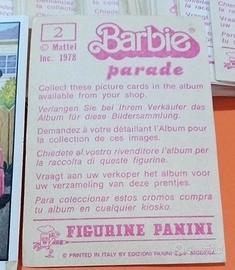 2
© Mattel
Inc. 1978
Barbie
parade
Collect these picture cards in the album
available from your shop.
Verlangen Sie bei Ihrem Verkäufer das
Album für diese Bildersammlung.
Demandez à votre détaillant l'Album pour
la collection de ces images.
Chiedete al vostro rivenditore l'album per
la raccolta di queste figurine.
Vraagt aan uw verkoper het album voor
uw verzameling van deze prentjes.
Para coleccionar estos cromos compra
tu album en cualquier kiosko.
FIGURINE PANINI
© PRINTED IN ITALY BY EDIZIONI PANINI S.p.A. MODENA